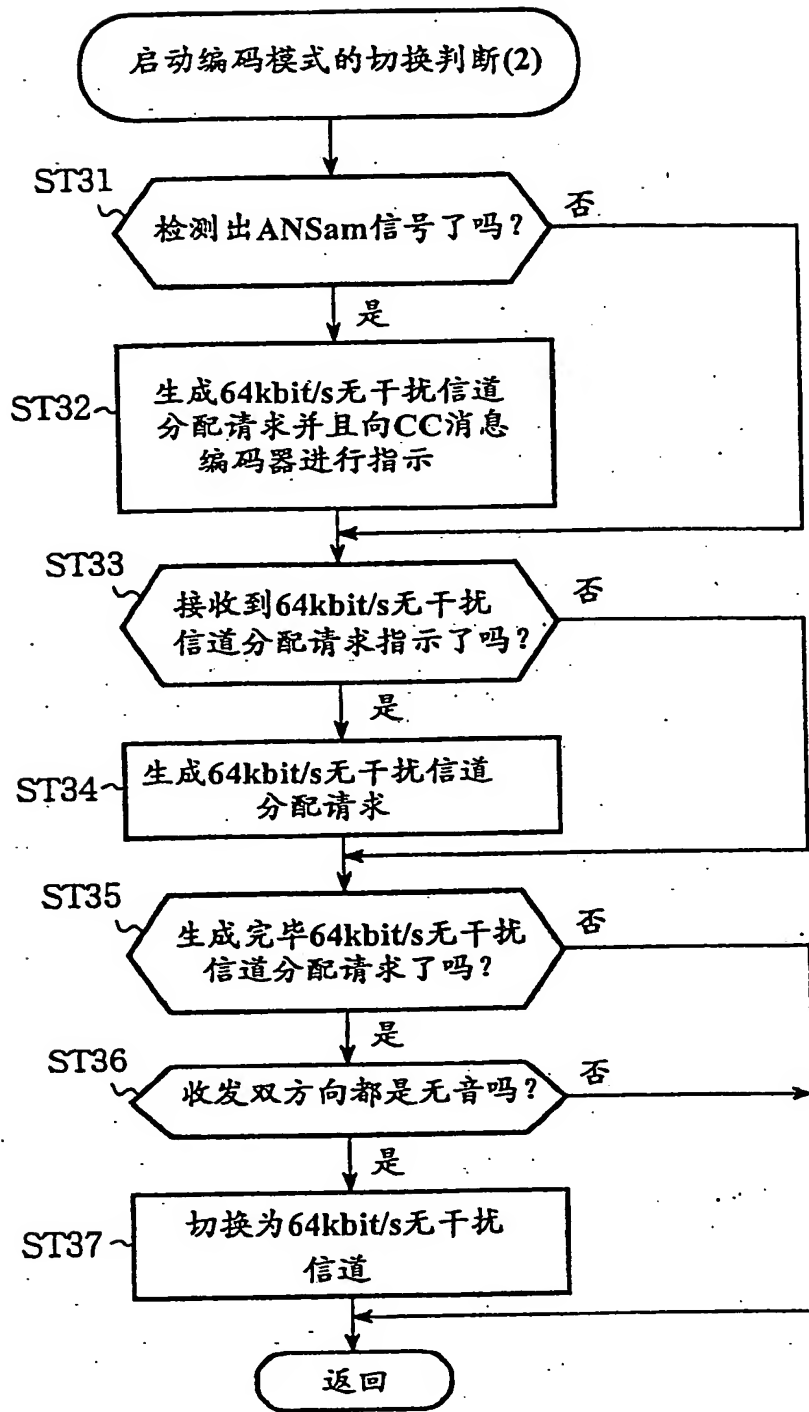 启动编码模式的切换判断(2)
ST31
检测出ANSam信号了吗?
否
是
ST32
生成64kbit/s无干扰信道
分配请求并且向CC消息
编码器进行指示
ST33
接收到64kbit/s无干扰
信道分配请求指示了吗?
否
是
ST34
生成64kbit/s无干扰信道
分配请求
ST35
生成完毕64kbit/s无干扰
信道分配请求了吗?
否
是
ST36
收发双方向都是无音吗?
否
是
ST37
切换为64kbit/s无干扰
信道
返回